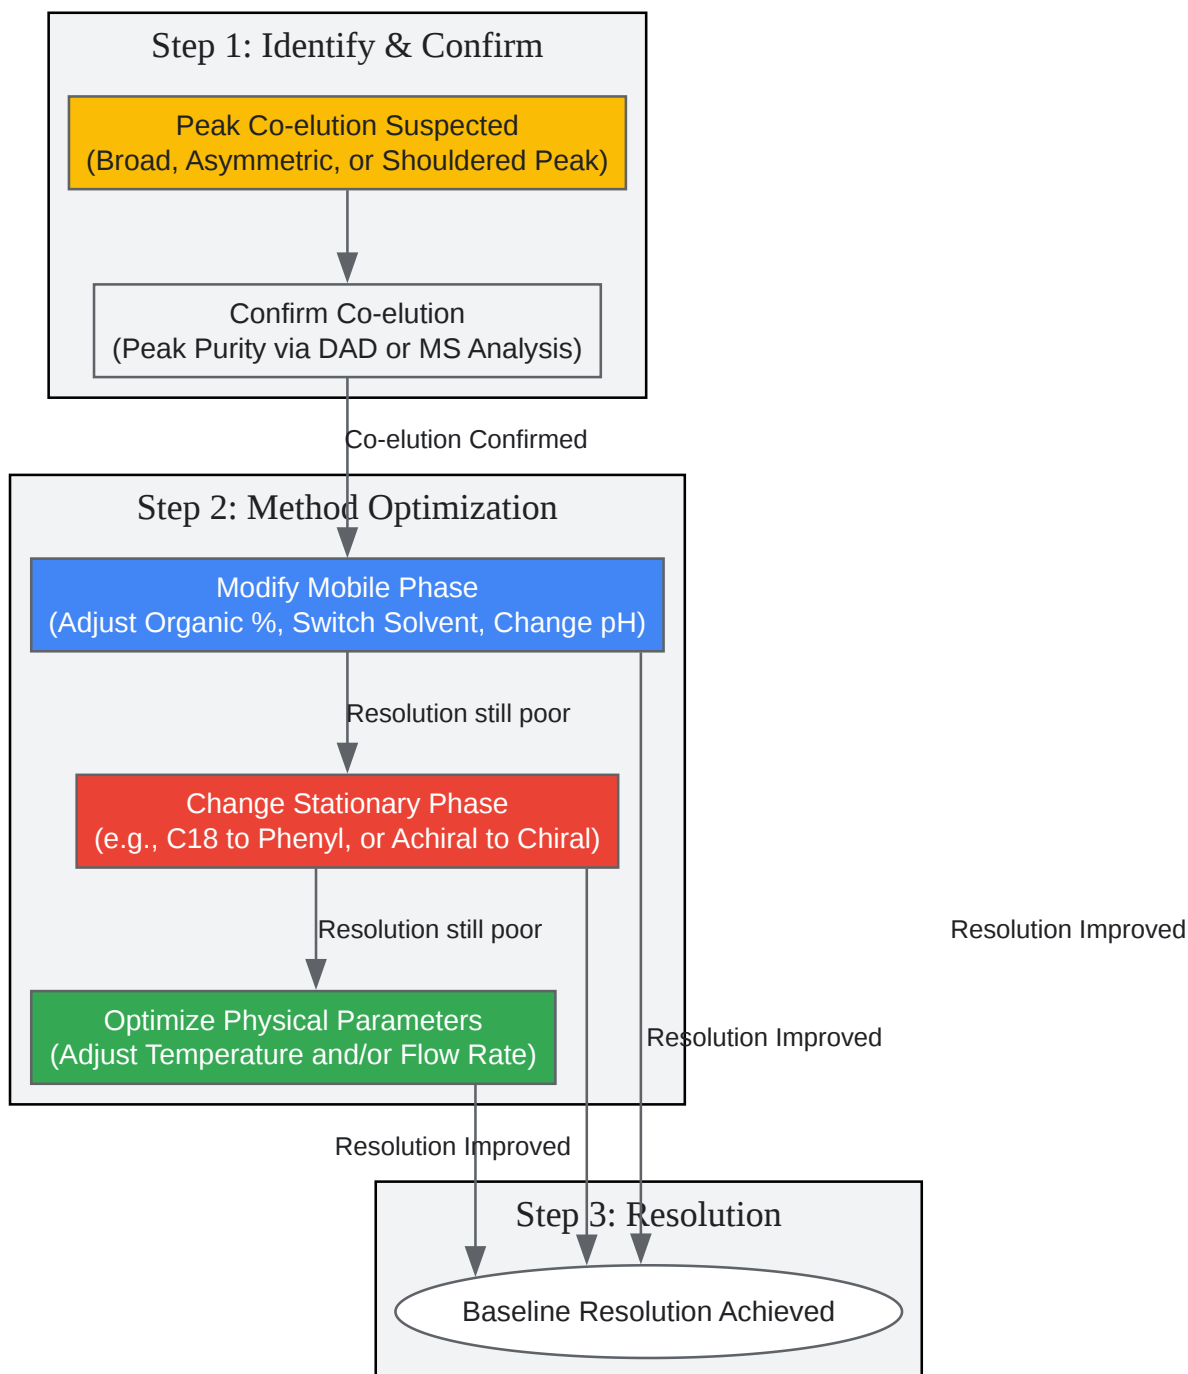 Step 1: Identify & Confirm
Peak Co-elution Suspected
(Broad, Asymmetric, or Shouldered Peak)
Confirm Co-elution
(Peak Purity via DAD or MS Analysis)
Co-elution Confirmed
Step 2: Method Optimization
Modify Mobile Phase
(Adjust Organic %, Switch Solvent, Change pH)
Resolution still poor
Change Stationary Phase
(e.g., C18 to Phenyl, or Achiral to Chiral)
Resolution still poor
Resolution Improved
Optimize Physical Parameters
(Adjust Temperature and/or Flow Rate)
Resolution Improved
Resolution Improved
Step 3: Resolution
Baseline Resolution Achieved